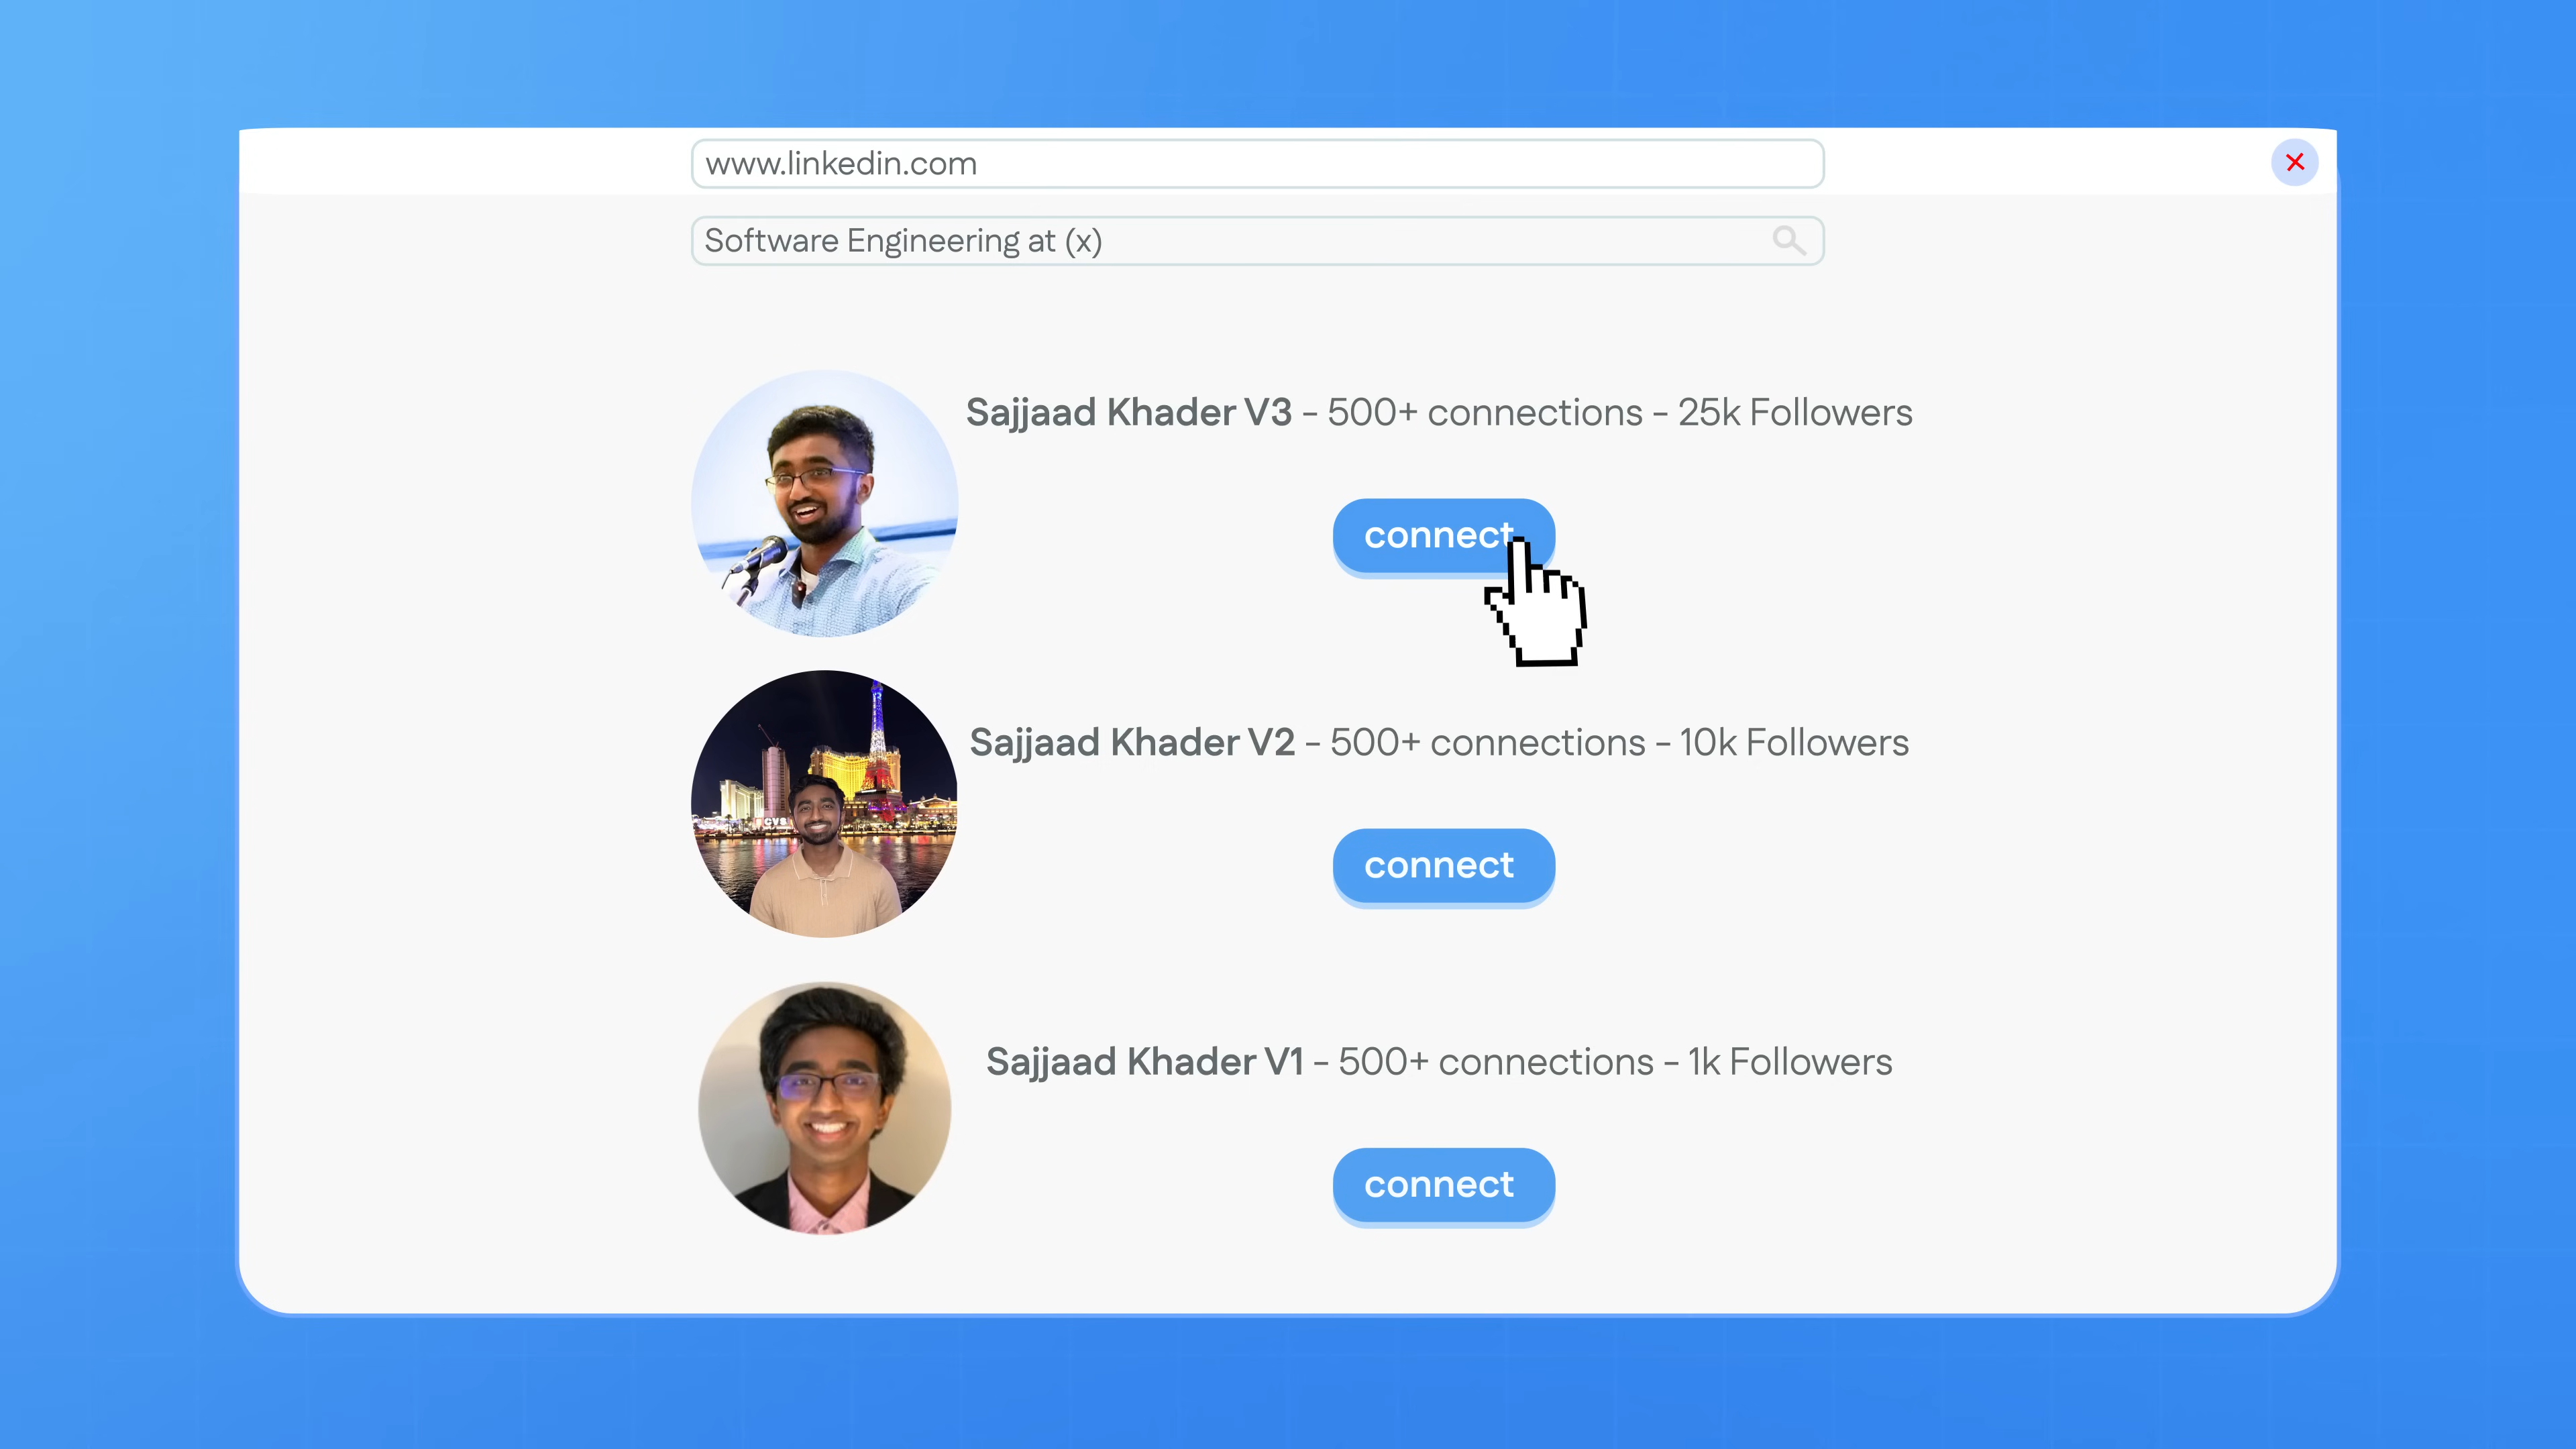 www.linkedin.com
Software Engineering at (x)
Sajjaad Khader V3 - 500+ connections - 25k Followers
connect
CVS
Sajjaad Khader V2 - 500+ connections - 10k Followers
connect
Sajjaad Khader V1 - 500+ connections - 1k Followers
connect